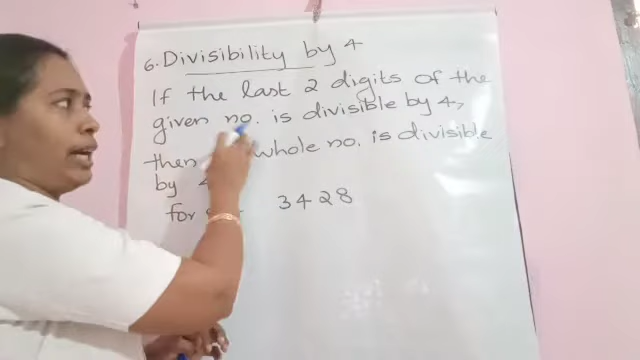 6. Divisibility by 4
If the last 2 digits of the
given no. is divisible by 4,
then whole no. is divisible
by 4
for 3428